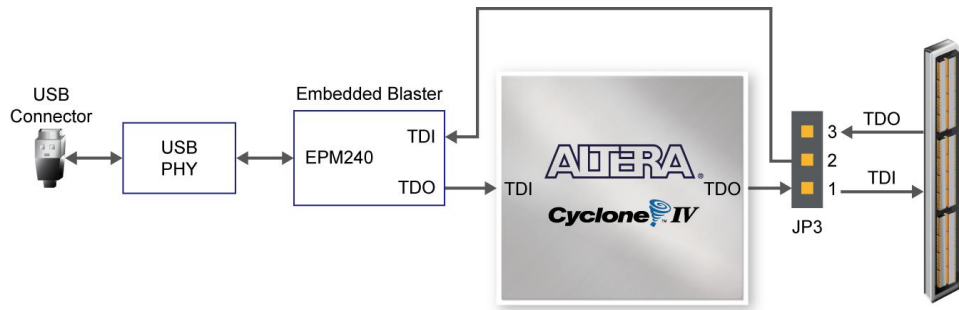 USB
Connector
USB
PHY
Embedded Blaster
EPM240
TDI
TDO
TDI
ALTERA®
Cyclone™ IV
TDO
3
2
1
JP3
TDO
TDI